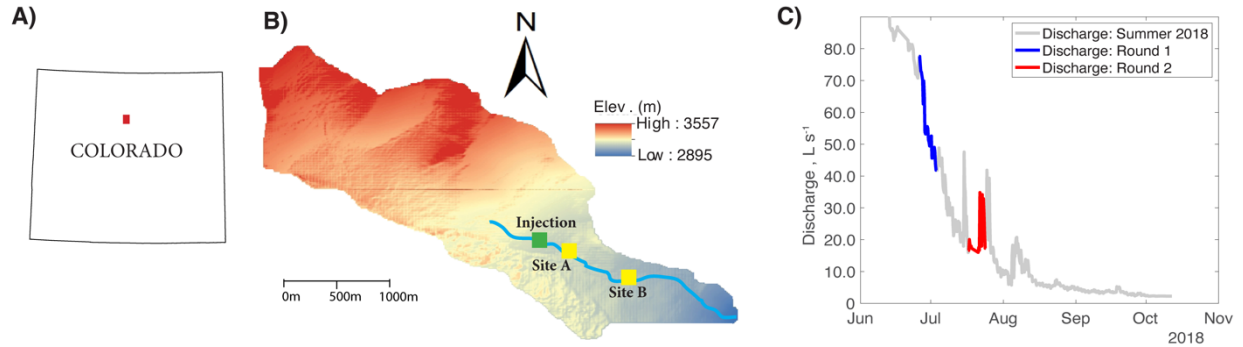 A)
COLORADO
B)
N
Elev . (m)
High : 3557
Low : 2895
Injection
Site A
Site B
0m 500m 1000m
C)
Discharge: Summer 2018
Discharge: Round 1
Discharge: Round 2
Discharge , L s⁻¹
80.0
70.0
60.0
50.0
40.0
30.0
20.0
10.0
0
Jun Jul Aug Sep Oct Nov
2018